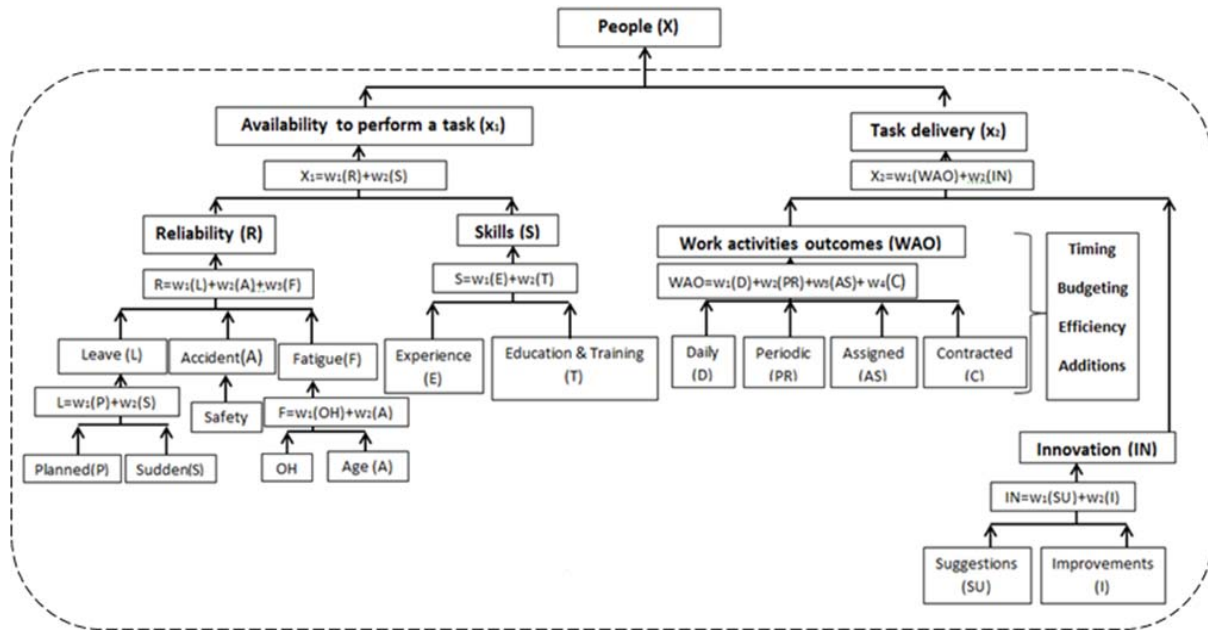 People (X)
Availability to perform a task (x₁)
Task delivery (x₂)
X₁=w₁(R)+w₂(S)
X₂=w₁(WAO)+w₂(IN)
Reliability (R)
Skills (S)
Work activities outcomes (WAO)
R=w₁(L)+w₂(A)+w₃(F)
S=w₁(E)+w₂(T)
WAO=w₁(D)+w₂(PR)+w₃(AS)+ w₄(C)
Timing
Budgeting
Efficiency
Additions
Leave (L)
Accident(A)
Fatigue(F)
Experience
(E)
Education & Training
(T)
Daily
(D)
Periodic
(PR)
Assigned
(AS)
Contracted
(C)
L=w₁(P)+w₂(S)
Safety
F=w₁(OH)+w₂(A)
Planned(P)
Sudden(S)
OH
Age (A)
Innovation (IN)
IN=w₁(SU)+w₂(I)
Suggestions
(SU)
Improvements
(I)